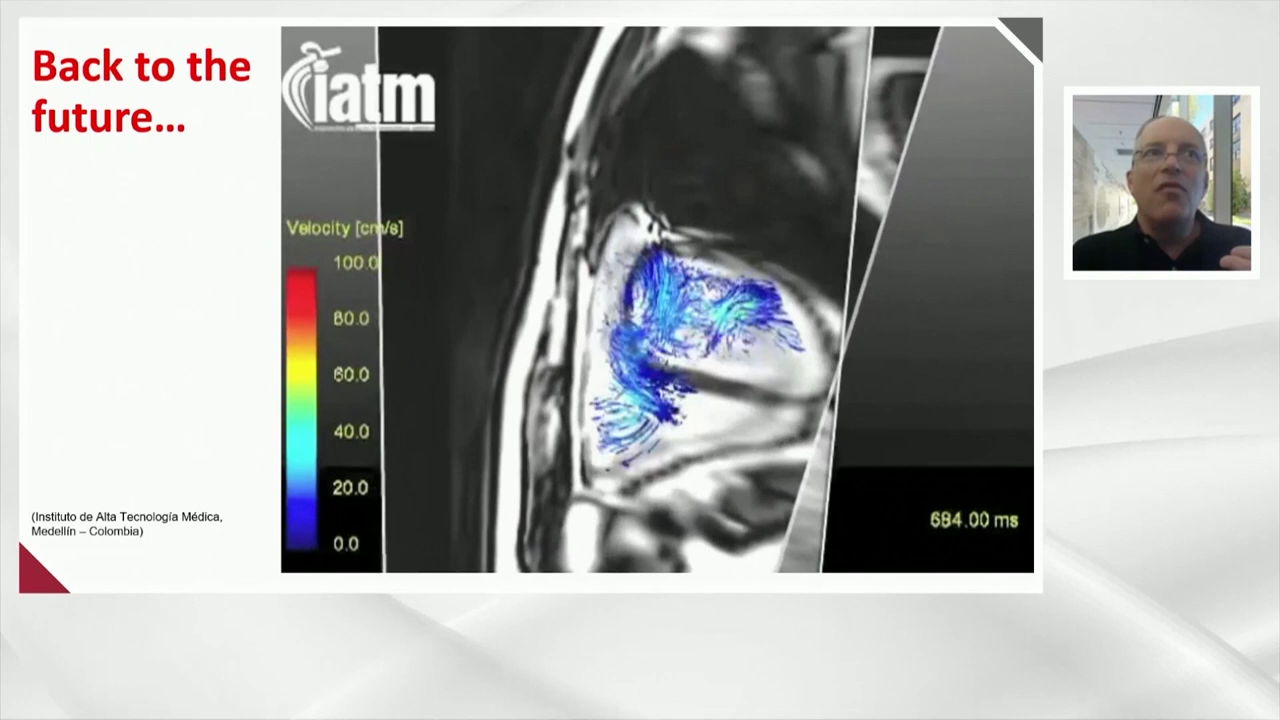 Back to the
future...
iatm
Velocity [cm/s]
100.0
80.0
60.0
40.0
20.0
0.0
684.00 ms
(Instituto de Alta Tecnología Médica,
Medellín – Colombia)